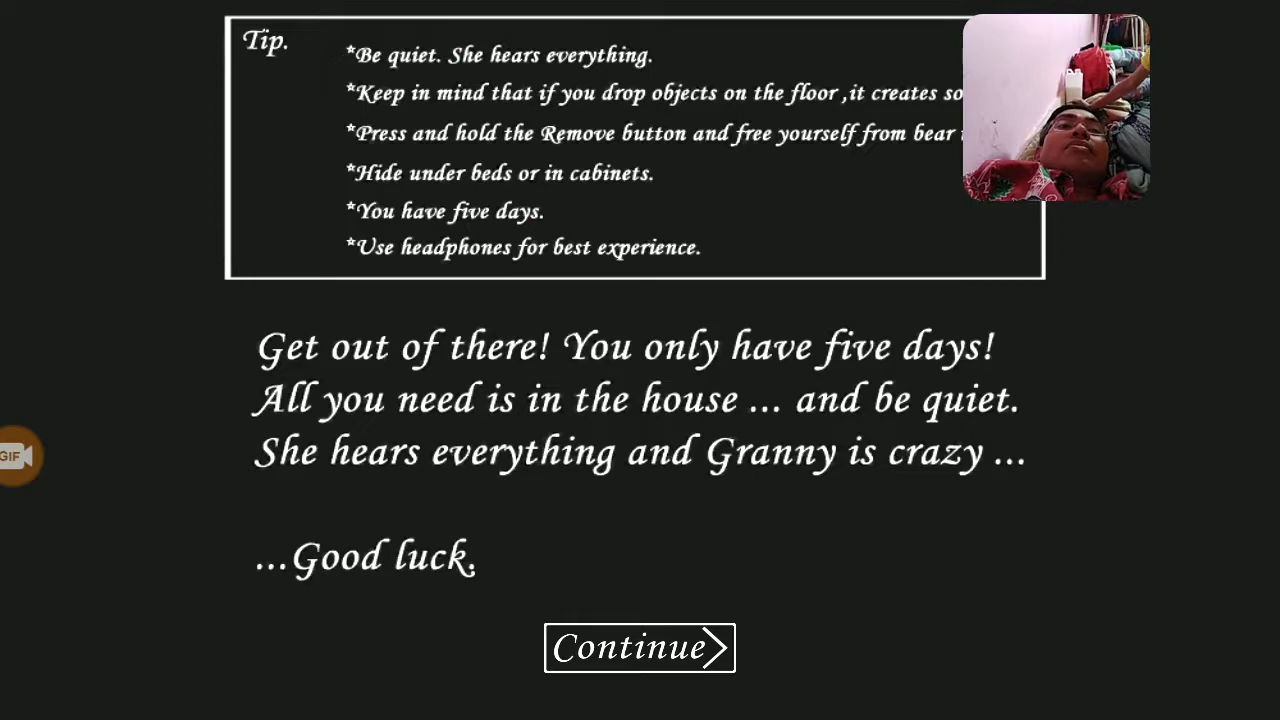 Tip.
*Be quiet. She hears everything.
*Keep in mind that if you drop objects on the floor ,it creates
*Press and hold the Remove button and free yourself from bear
*Hide under beds or in cabinets.
*You have five days.
*Use headphones for best experience.
Get out of there! You only have five days!
All you need is in the house ... and be quiet.
She hears everything and Granny is crazy ...
...Good luck.
GIF
Continue